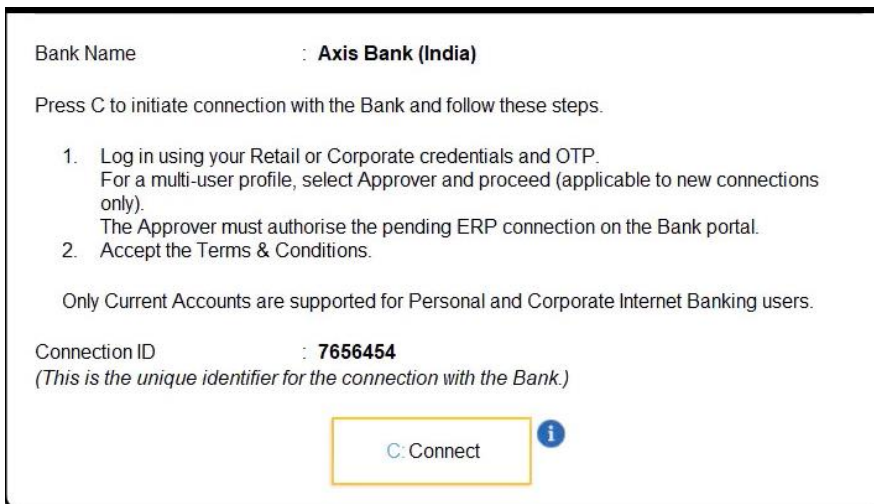 Bank Name : Axis Bank (India)
Press C to initiate connection with the Bank and follow these steps.
1. Log in using your Retail or Corporate credentials and OTP.
For a multi-user profile, select Approver and proceed (applicable to new connections
only).
The Approver must authorise the pending ERP connection on the Bank portal.
2. Accept the Terms & Conditions.
Only Current Accounts are supported for Personal and Corporate Internet Banking users.
Connection ID : 7656454
(This is the unique identifier for the connection with the Bank.)
C: Connect i